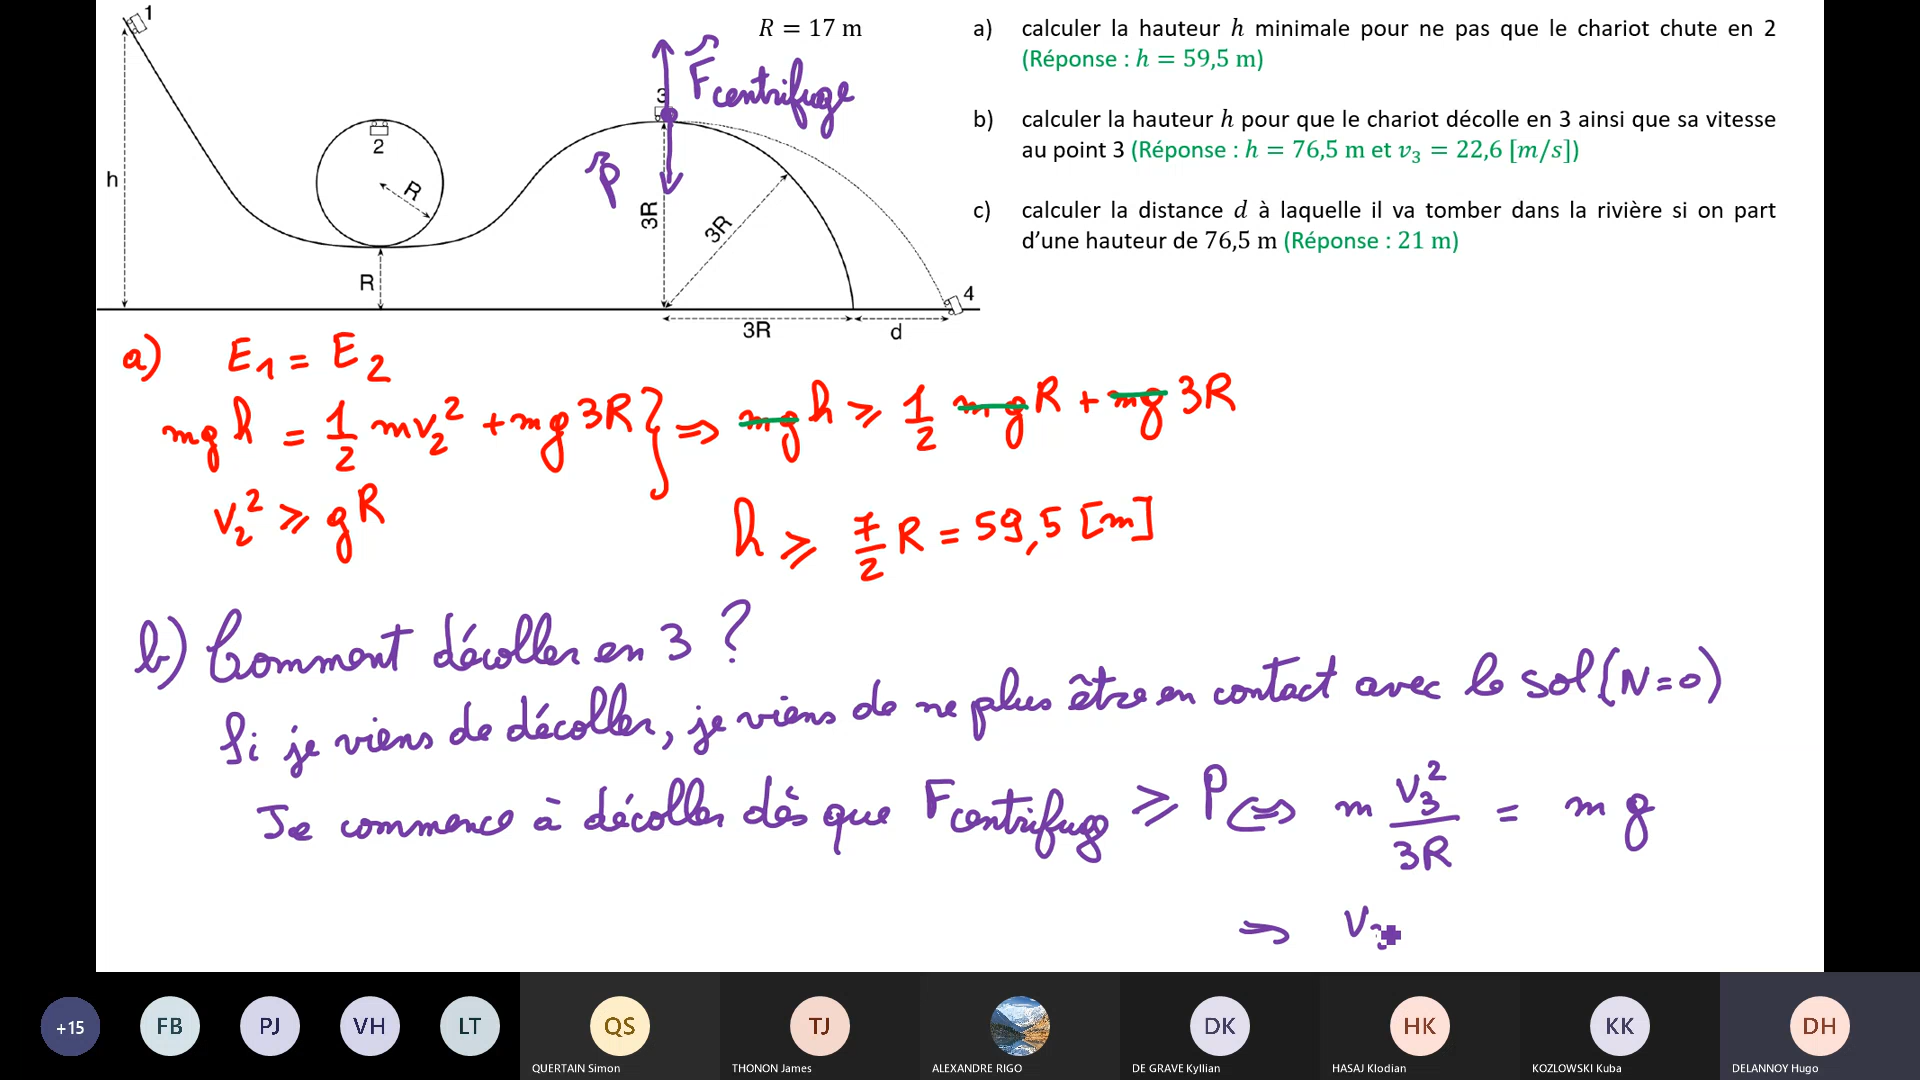 1
R = 17 m
a) calculer la hauteur h minimale pour ne pas que le chariot chute en 2
(Réponse : h = 59,5 m)
b) calculer la hauteur h pour que le chariot décolle en 3 ainsi que sa vitesse
au point 3 (Réponse : h = 76,5 m et v₃ = 22,6 [m/s])
c) calculer la distance d à laquelle il va tomber dans la rivière si on part
d'une hauteur de 76,5 m (Réponse : 21 m)
F centrifuge
3
2
P
h
R
3R
3R
R
4
3R
d
a) E₁ = E₂
mgh = 1/2 mv₂² + mg3R } ⇒ mgh ≥ 1/2 mgR + mg3R
v₂² ≥ gR
h ≥ 7/2 R = 59,5 [m]
b) Comment décoller en 3 ?
Si je viens de décoller, je viens de ne plus être en contact avec le sol (N=0)
Je commence à décoller dès que Fcentrifuge ≥ P ⇔ m v₃²/3R = mg
⇒ v₃
+15
FB
PJ
VH
LT
QS
TJ
DK
HK
KK
DH
QUERTAIN Simon
THONON James
ALEXANDRE RIGO
DE GRAVE Kyllian
HASAJ Klodian
KOZLOWSKI Kuba
DELANNOY Hugo